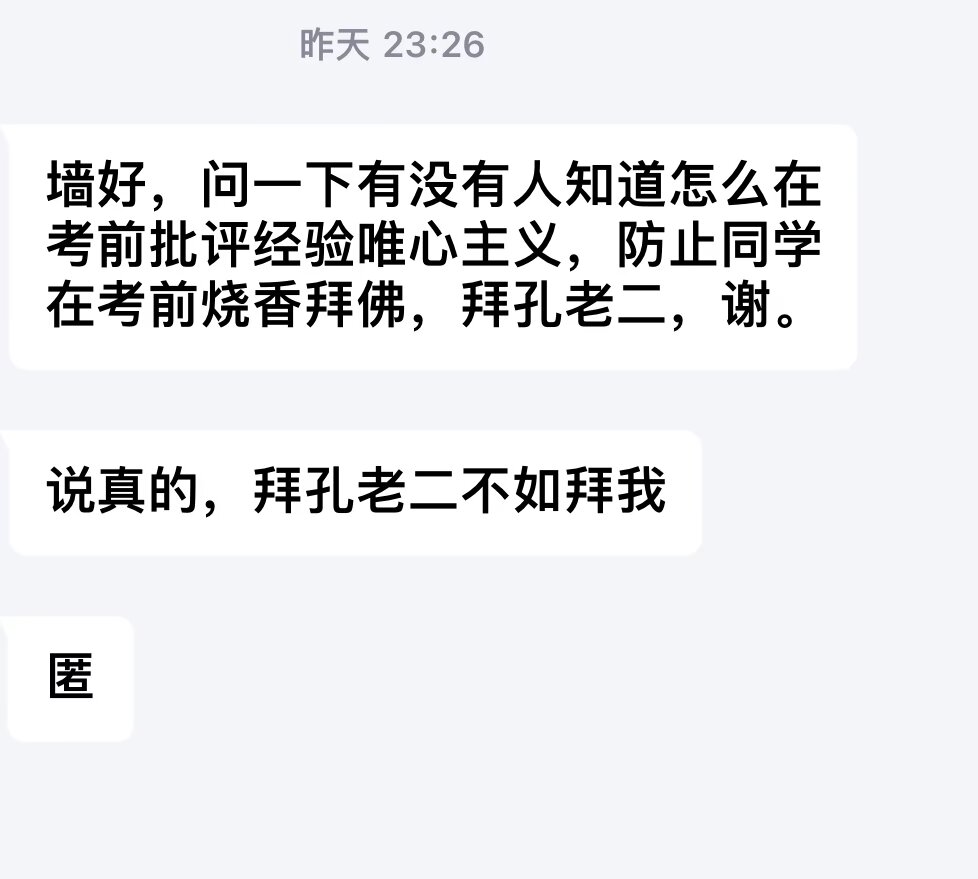 昨天 23:26
墙好，问一下有没有人知道怎么在
考前批评经验唯心主义，防止同学
在考前烧香拜佛，拜孔老二，谢。
说真的，拜孔老二不如拜我
匿